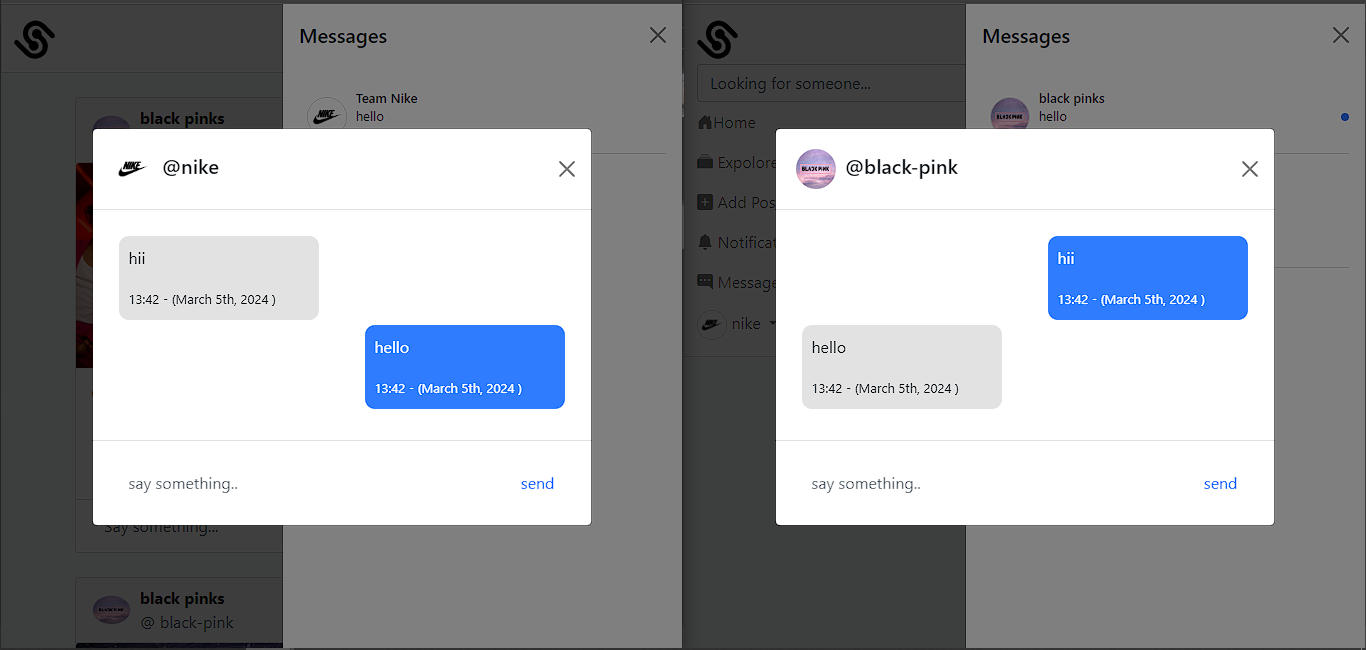 Messages
Team Nike
hello
black pinks
@nike
hii
13:42 - (March 5th, 2024 )
hello
13:42 - (March 5th, 2024 )
say something..
send
Say something...
black pinks
@ black-pink
Messages
Looking for someone...
black pinks
hello
Home
Expolore
Add Pos
Notificat
Message
nike
BLACKPINK
@black-pink
hii
13:42 - (March 5th, 2024 )
hello
13:42 - (March 5th, 2024 )
say something..
send